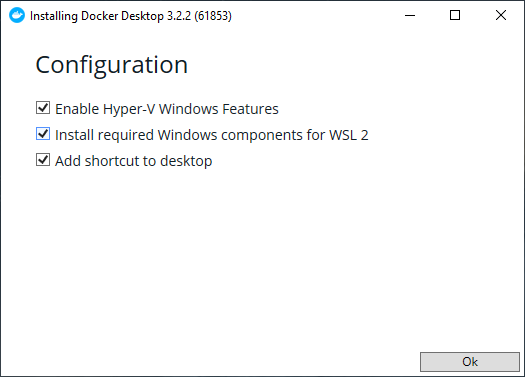 Installing Docker Desktop 3.2.2 (61853)
Configuration
Enable Hyper-V Windows Features
Install required Windows components for WSL 2
Add shortcut to desktop
Ok